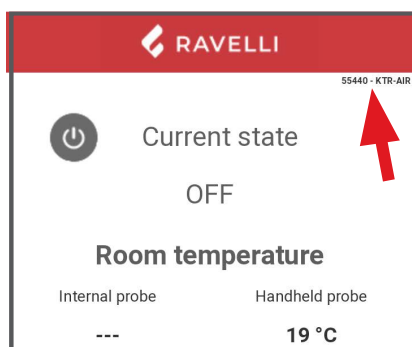 RAVELLI
55440 - KTR-AIR
Current state
OFF
Room temperature
Internal probe Handheld probe
--- 19 °C